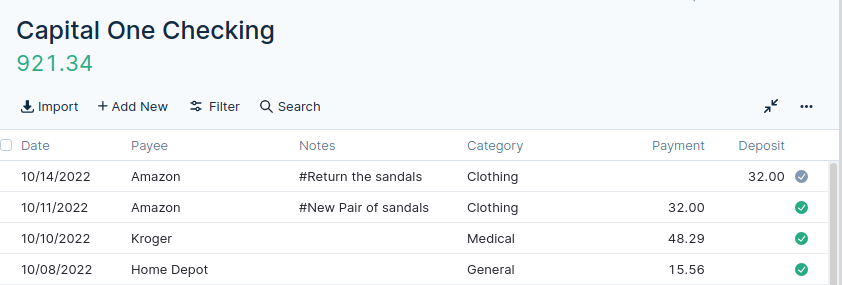 Capital One Checking
921.34
Import + Add New Filter Search
Date Payee Notes Category Payment Deposit
10/14/2022 Amazon #Return the sandals Clothing 32.00
10/11/2022 Amazon #New Pair of sandals Clothing 32.00
10/10/2022 Kroger Medical 48.29
10/08/2022 Home Depot General 15.56